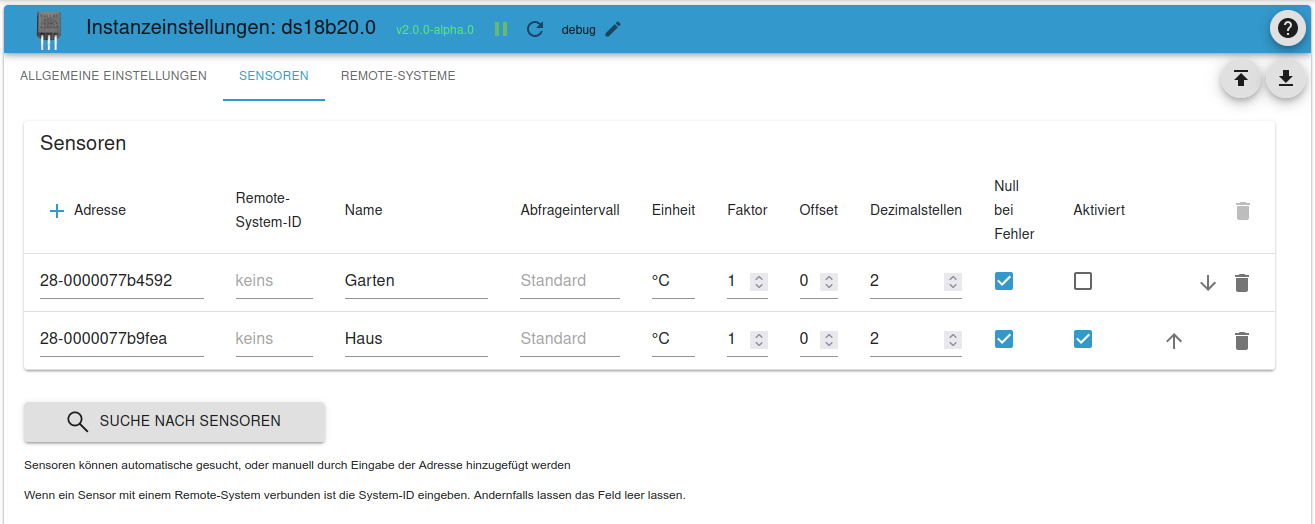 Instanzeinstellungen: ds18b20.0 v2.0.0-alpha.0 debug
ALLGEMEINE EINSTELLUNGEN SENSOREN REMOTE-SYSTEME
Sensoren
Adresse Remote-System-ID Name Abfrageintervall Einheit Faktor Offset Dezimalstellen Null bei Fehler Aktiviert
28-0000077b4592 keins Garten Standard °C 1 0 2
28-0000077b9fea keins Haus Standard °C 1 0 2
SUCHE NACH SENSOREN
Sensoren können automatische gesucht, oder manuell durch Eingabe der Adresse hinzugefügt werden
Wenn ein Sensor mit einem Remote-System verbunden ist die System-ID eingeben. Andernfalls lassen das Feld leer lassen.